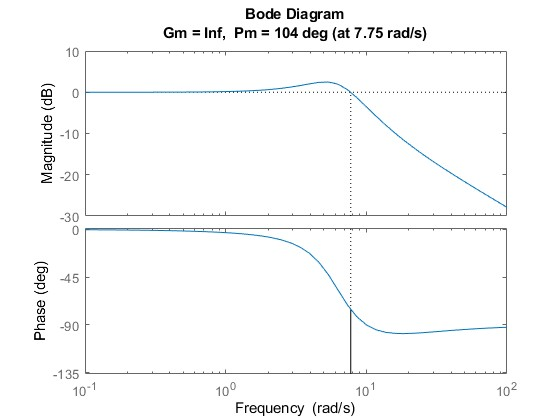 Bode Diagram
Gm = Inf,  Pm = 104 deg (at 7.75 rad/s)
10
0
-10
-20
-30
Magnitude (dB)
0
-45
-90
-135
Phase (deg)
10^-1
10^0
10^1
10^2
Frequency  (rad/s)